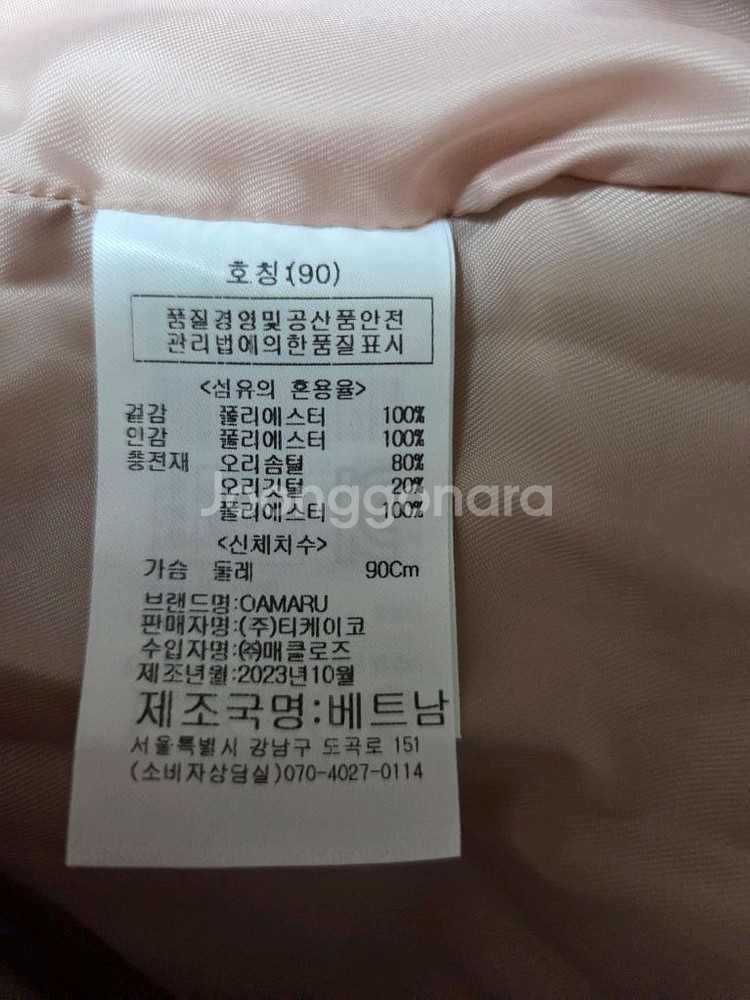 호칭:(90)
품질경영및공산품안전
관리법에의한품질표시
<섬유의 혼용율>
겉감 폴리에스터 100%
안감 폴리에스터 100%
충전재 오리솜털 80%
오리깃털 20%
폴리에스터 100%
Joonggonara
<신체치수>
가슴 둘레 90Cm
브랜드명:OAMARU
판매자명:(주)티케이코
수입자명:㈜매클로즈
제조년월:2023년10월
제조국명:베트남
서울특별시 강남구 도곡로 151
(소비자상담실)070-4027-0114